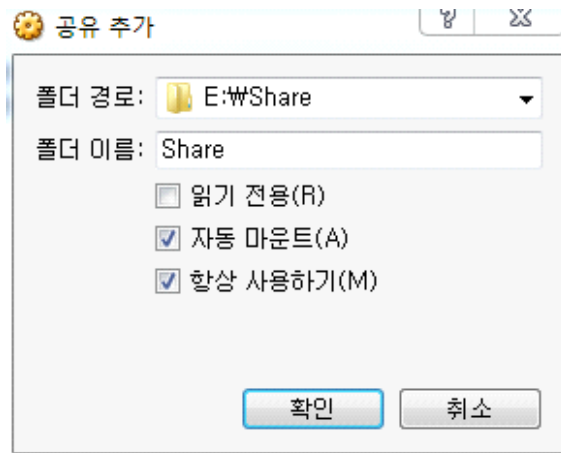 공유 추가
폴더 경로: E:₩Share
폴더 이름: Share
읽기 전용(R)
자동 마운트(A)
항상 사용하기(M)
확인 취소